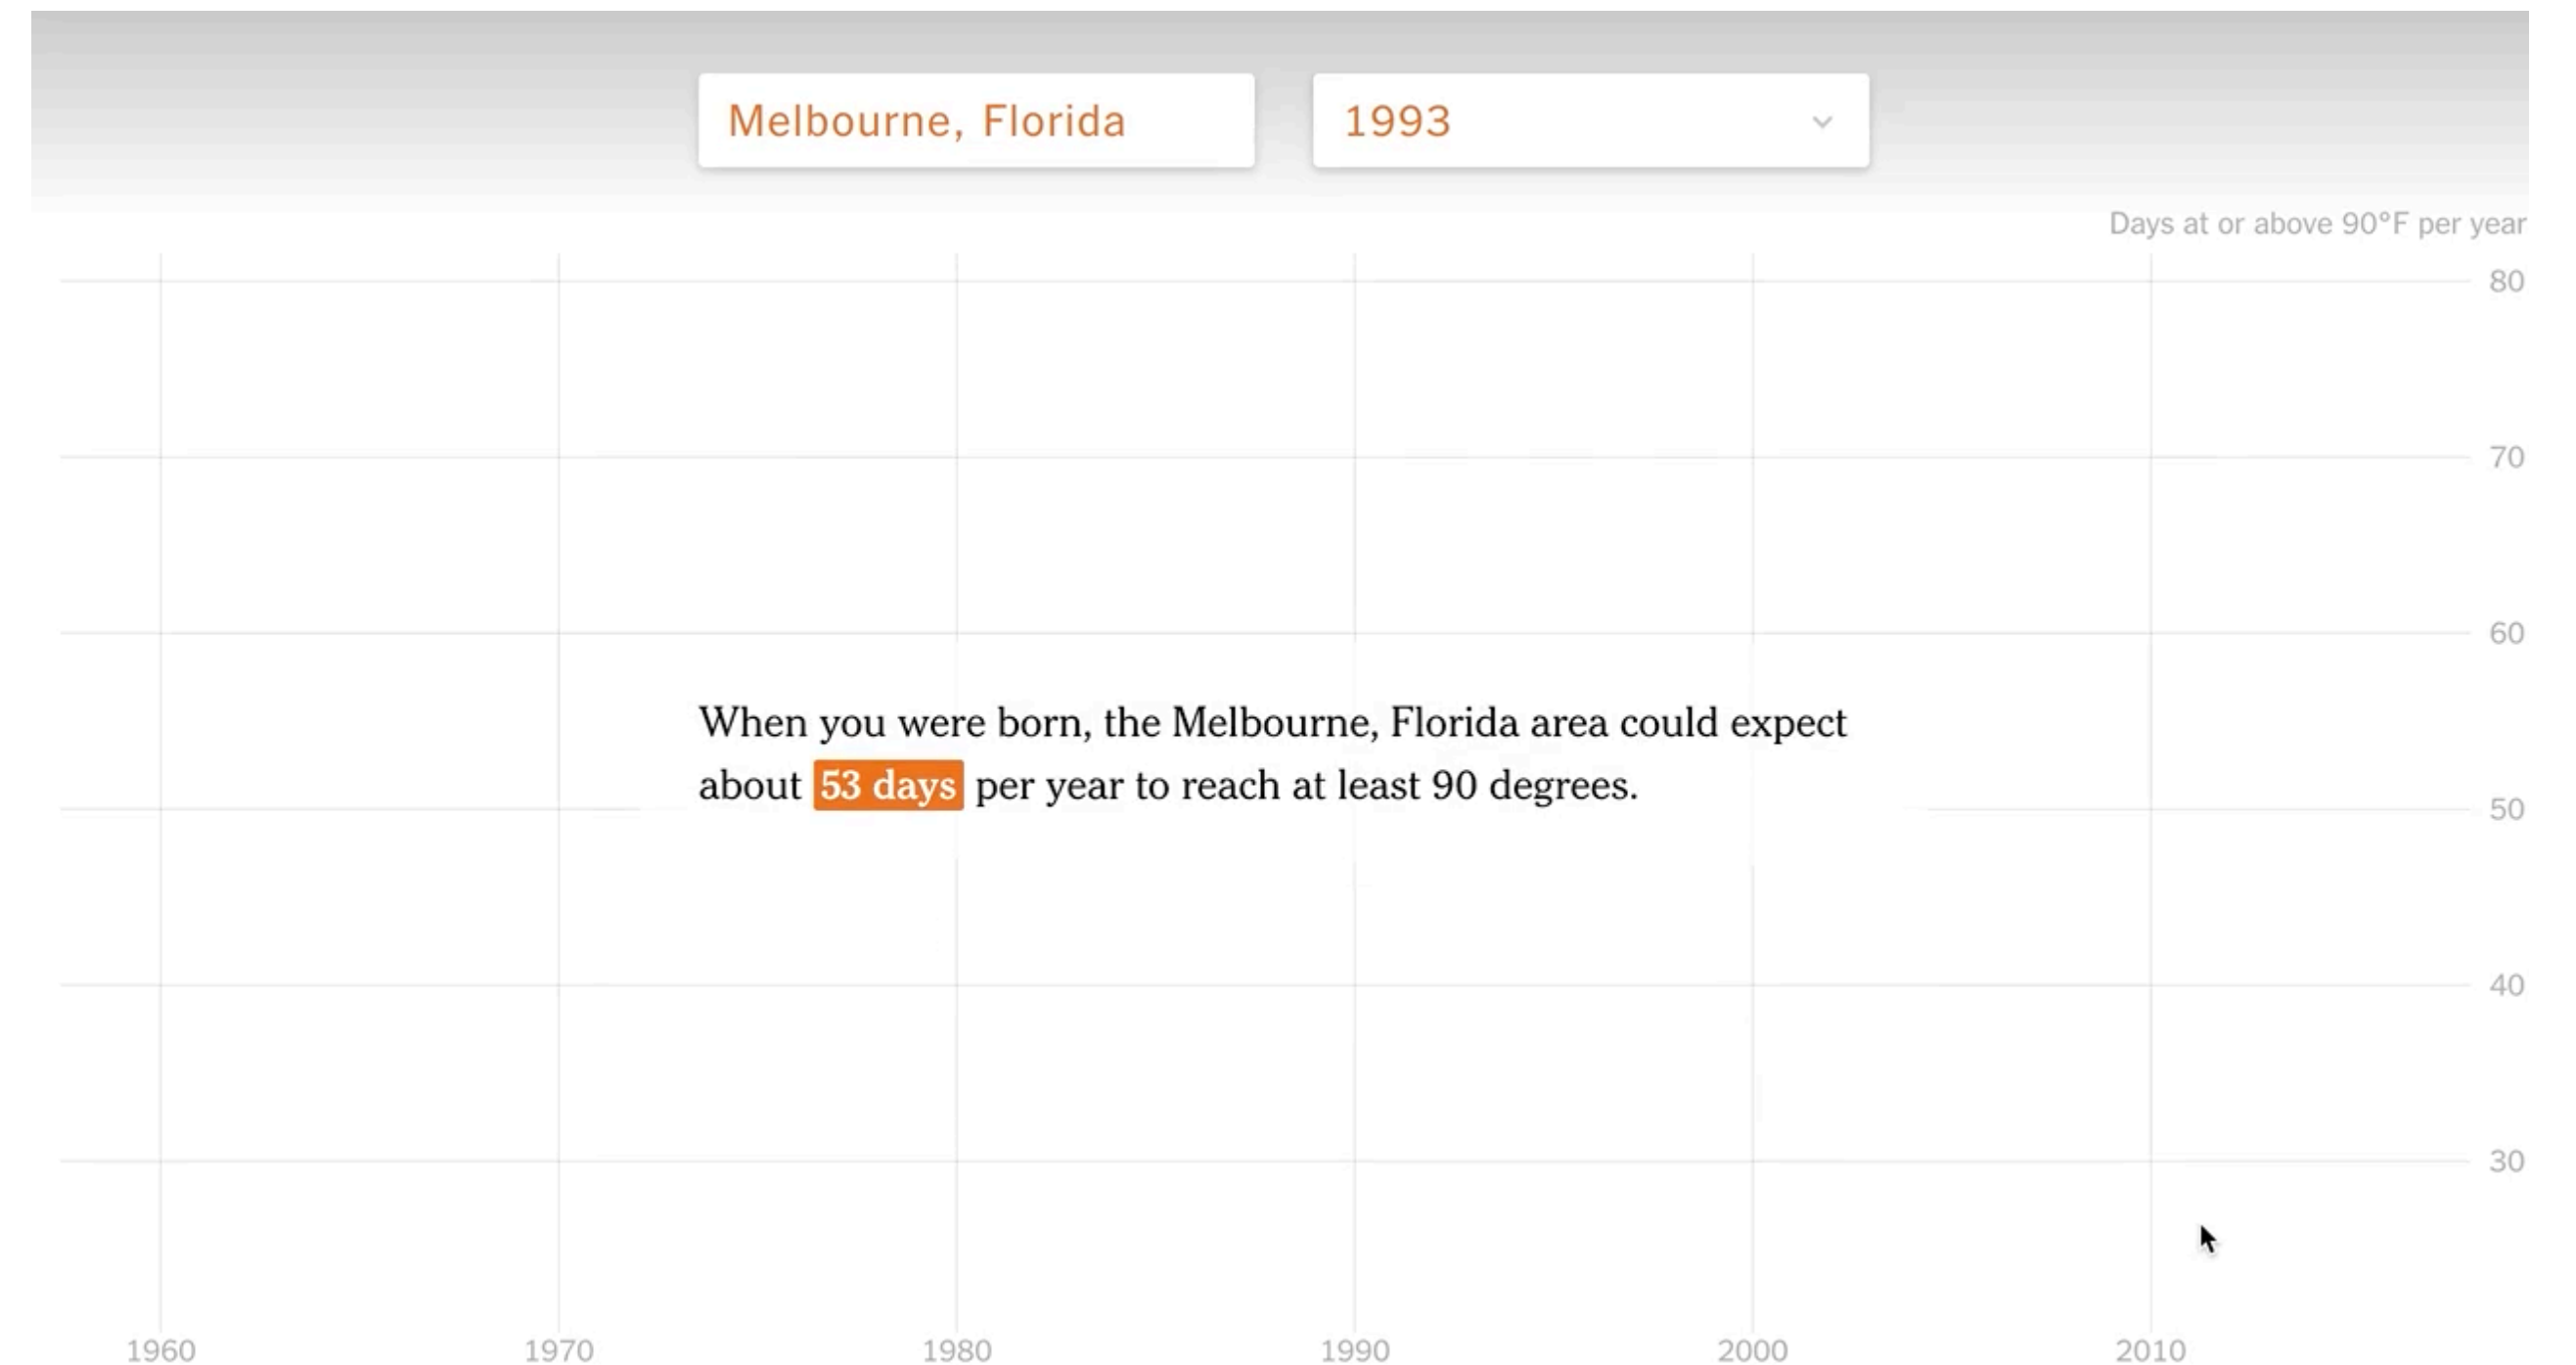 Melbourne, Florida
1993
Days at or above 90°F per year
80
70
60
When you were born, the Melbourne, Florida area could expect
about 53 days per year to reach at least 90 degrees.
50
40
30
1960 1970 1980 1990 2000 2010